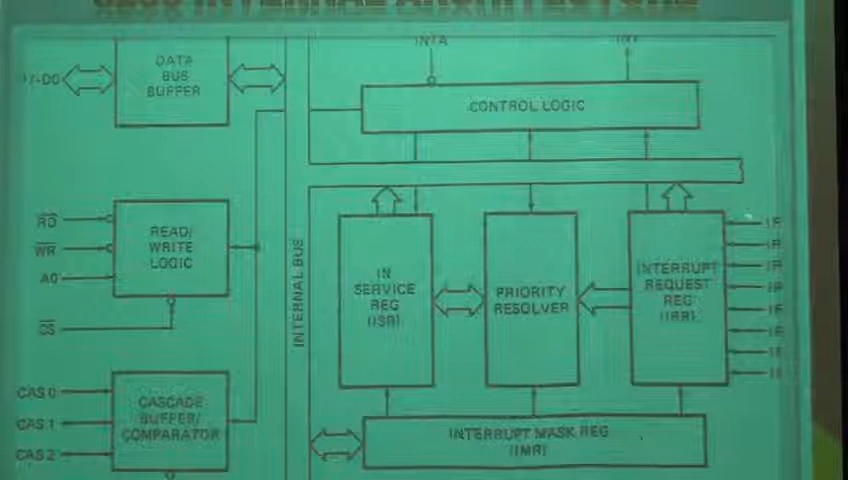 INTERNAL ARCHITECTURE
INTA
DATA
BUS
BUFFER
CONTROL LOGIC
RD
WR
A0
CS
READ/
WRITE
LOGIC
INTERNAL BUS
IN
SERVICE
REG
(ISR)
PRIORITY
RESOLVER
INTERRUPT
REQUEST
REG
(IRR)
CAS 0
CAS 1
CAS 2
CASCADE
BUFFER/
COMPARATOR
INTERRUPT MASK REG
(IMR)